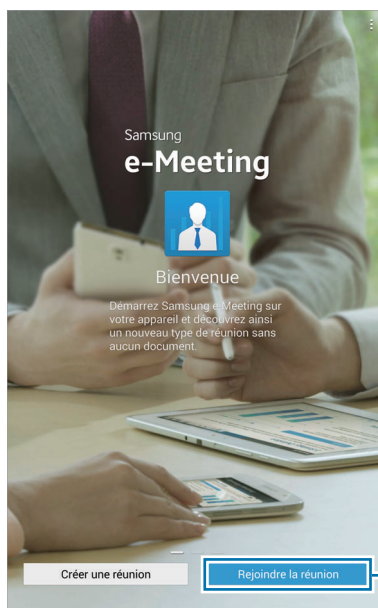 Samsung
e-Meeting
Bienvenue
Démarrez Samsung e-Meeting sur
votre appareil et découvrez ainsi
un nouveau type de réunion sans
aucun document.
Créer une réunion
Rejoindre la réunion